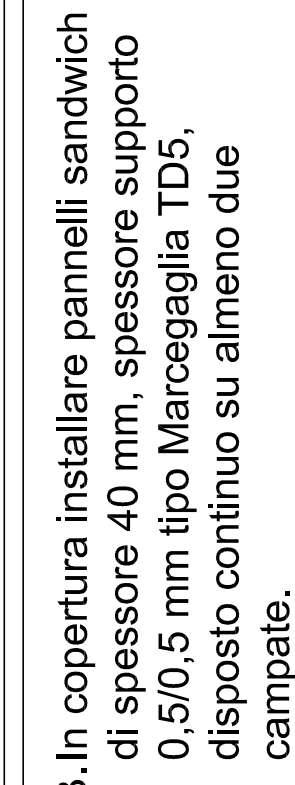 .In copertura installare pannelli sandwich
di spessore 40 mm, spessore supporto
0,5/0,5 mm tipo Marcegaglia TD5,
disposto continuo su almeno due
campate.